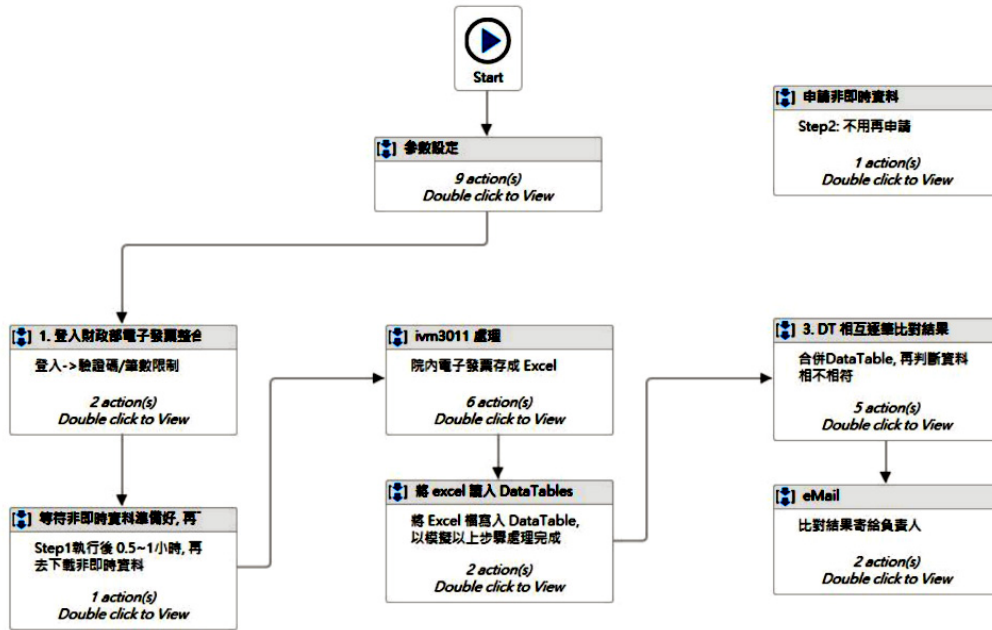 Start
參數設定
9 action(s)
Double click to View
申請非即時資料
Step2: 不用再申請
1 action(s)
Double click to View
1. 登入財政部電子發票整合
登入->驗證碼/筆數限制
2 action(s)
Double click to View
等待非即時資料準備好, 再
Step1執行後 0.5~1小時, 再
去下載非即時資料
1 action(s)
Double click to View
ivm3011 處理
院內電子發票存成 Excel
6 action(s)
Double click to View
將 excel 讀入 DataTables
將 Excel 檔寫入 DataTable,
以模擬以上步驟處理完成
2 action(s)
Double click to View
3. DT 相互逐筆比對結果
合併DataTable, 再判斷資料
相不相符
5 action(s)
Double click to View
eMail
比對結果寄給負責人
2 action(s)
Double click to View